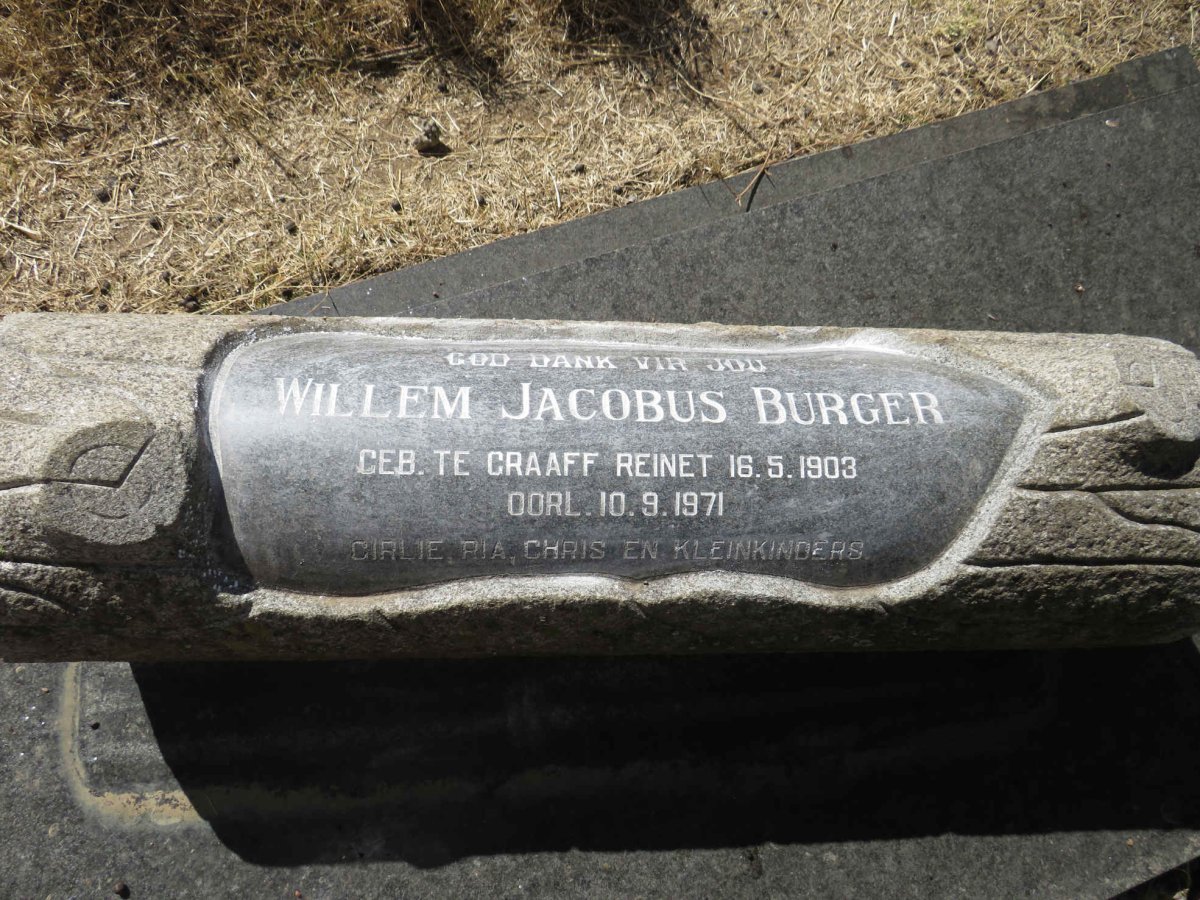 GOD DANK VIR JOU
WILLEM JACOBUS BURGER
GEB. TE GRAAFF REINET 16.5.1903
OORL. 10.9.1971
GIRLIE, RIA, CHRIS EN KLEINKINDERS